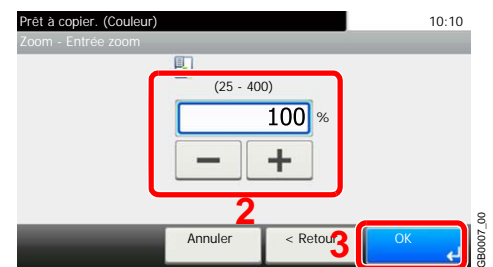 Prêt à copier. (Couleur) 10:10
Zoom - Entrée zoom
(25 - 400)
100 %
2
Annuler < Retour 3 OK
GB0007_00